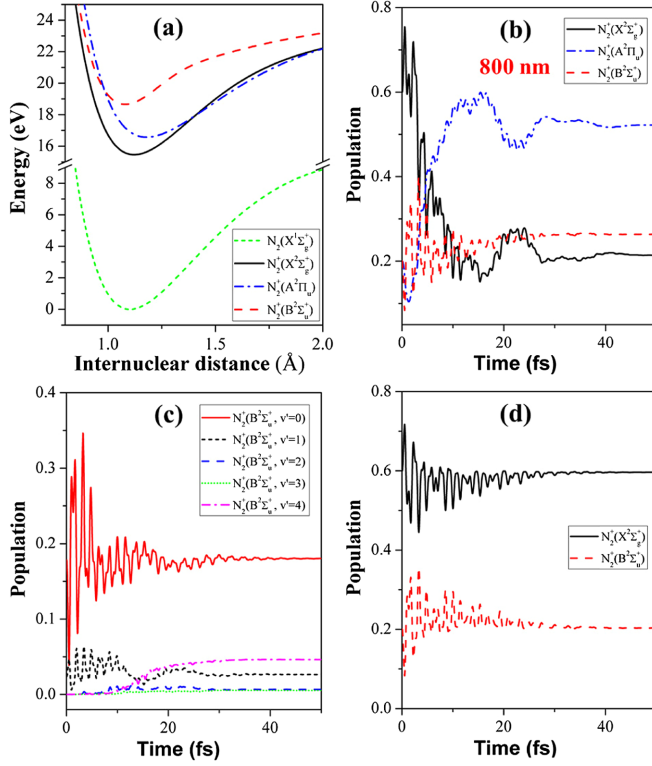 (a)
24
22
20
18
16
14
8
6
4
2
0
Energy (eV)
1.0
1.5
2.0
Internuclear distance (Å)
N₂(X¹Σg⁺)
N₂⁺(X²Σg⁺)
N₂⁺(A²Πu)
N₂⁺(B²Σu⁺)
(b)
N₂⁺(X²Σg⁺)
N₂⁺(A²Πu)
N₂⁺(B²Σu⁺)
800 nm
0.8
0.6
0.4
0.2
Population
0
20
40
Time (fs)
(c)
N₂⁺(B²Σu⁺, v'=0)
N₂⁺(B²Σu⁺, v'=1)
N₂⁺(B²Σu⁺, v'=2)
N₂⁺(B²Σu⁺, v'=3)
N₂⁺(B²Σu⁺, v'=4)
0.4
0.3
0.2
0.1
0.0
Population
0
20
40
Time (fs)
(d)
N₂⁺(X²Σg⁺)
N₂⁺(B²Σu⁺)
0.8
0.6
0.4
0.2
0.0
Population
0
20
40
Time (fs)